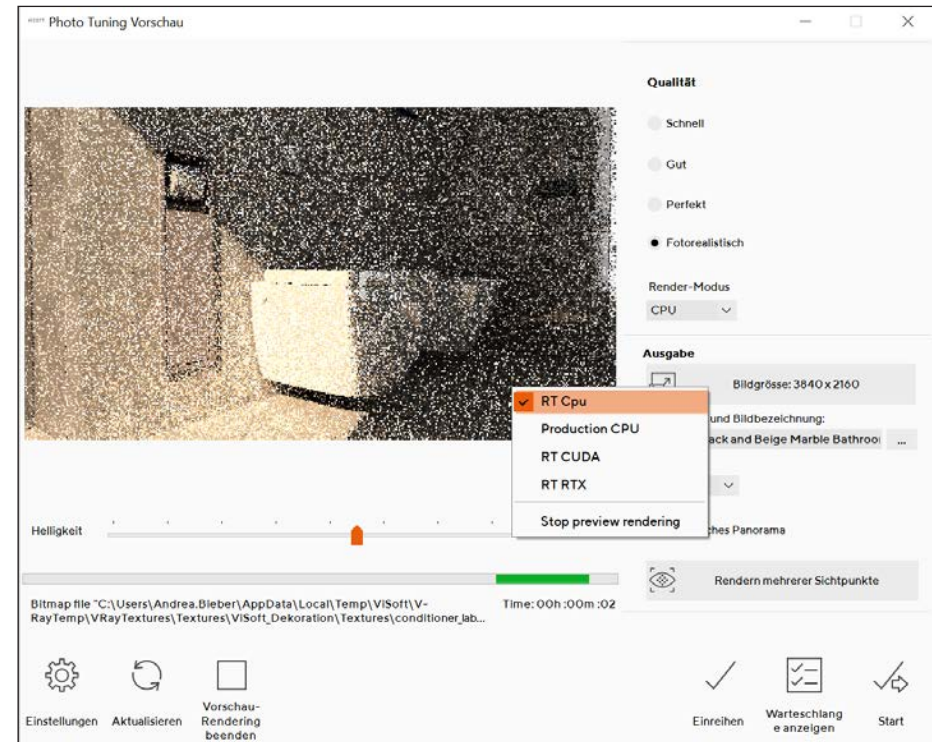 Photo Tuning Vorschau
Qualität
Schnell
Gut
Perfekt
Fotorealistisch
Render-Modus
CPU
Ausgabe
Bildgrösse: 3840 x 2160
RT Cpu
Production CPU
RT CUDA
RT RTX
Stop preview rendering
und Bildbezeichnung:
ack and Beige Marble Bathroo
...
ches Panorama
Helligkeit
Rendern mehrerer Sichtpunkte
Bitmap file "C:\Users\Andrea.Bieber\AppData\Local\Temp\ViSoft\V-
RayTemp\VRayTextures\Textures\ViSoft_Dekoration\Textures\conditioner_lab...
Time: 00h :00m :02
Einstellungen
Aktualisieren
Vorschau-
Rendering
beenden
Einreihen
Warteschlang
e anzeigen
Start